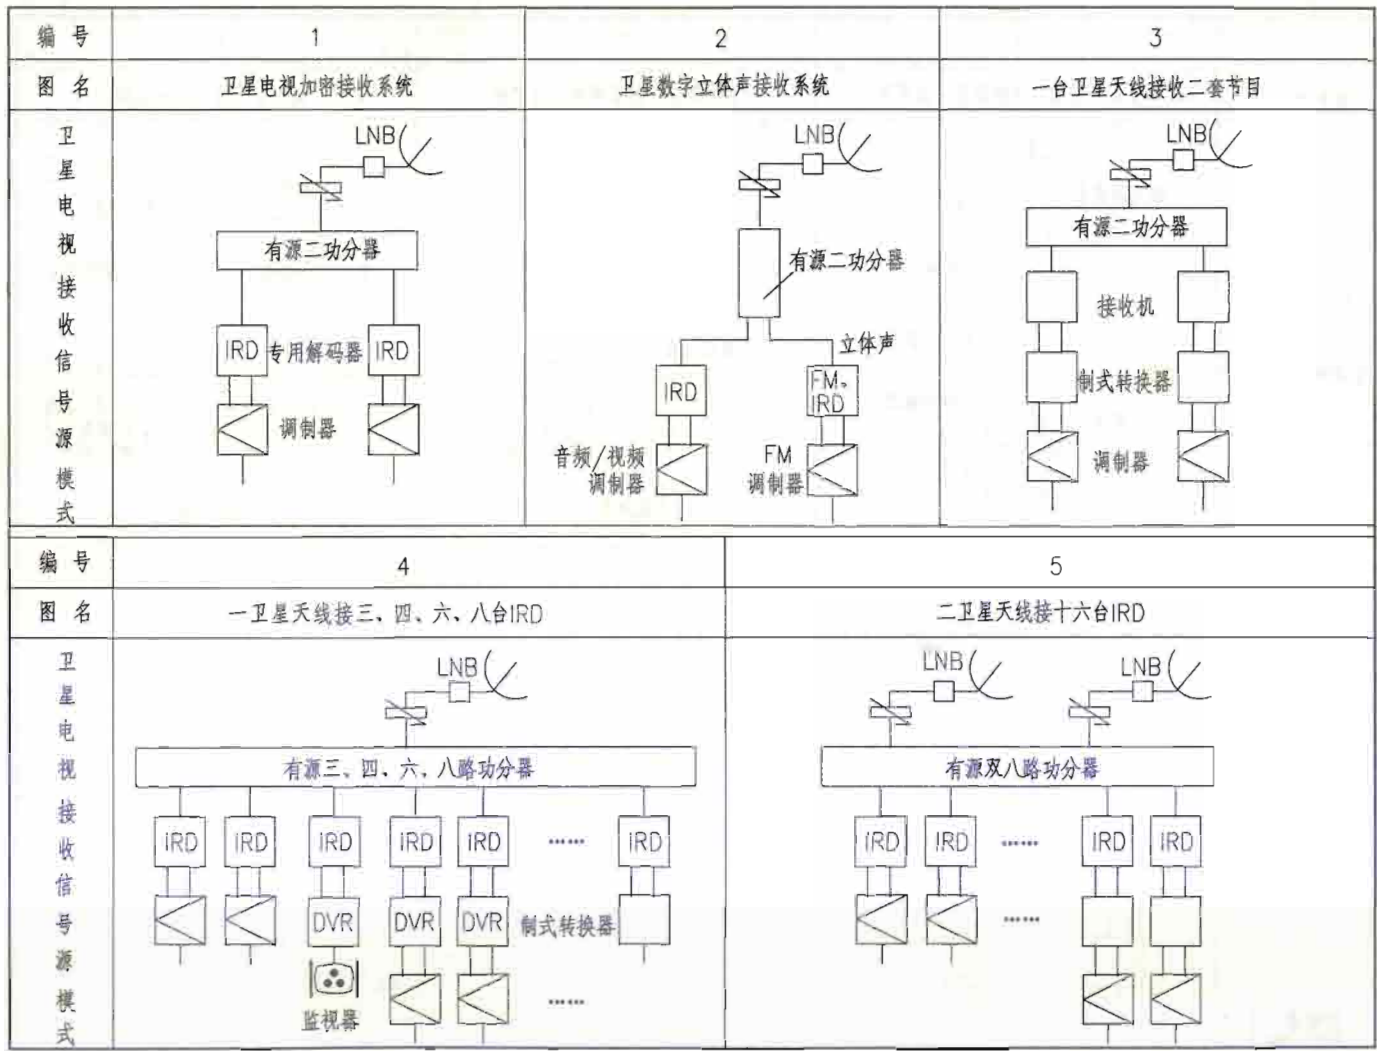 编 号 1 2 3
图 名 卫星电视加密接收系统 卫星数字立体声接收系统 一台卫星天线接收二套节目
卫星电视接收信号源模式
LNB
有源二功分器
IRD 专用解码器 IRD
调制器
LNB
有源二功分器
立体声
IRD
FM、
IRD
音频/视频
调制器
FM
调制器
LNB
有源二功分器
接收机
制式转换器
调制器
编 号 4 5
图 名 一卫星天线接三、四、六、八台IRD 二卫星天线接十六台IRD
卫星电视接收信号源模式
LNB
有源三、四、六、八路功分器
IRD IRD IRD IRD IRD …… IRD
DVR DVR DVR 制式转换器
监视器 ……
LNB LNB
有源双八路功分器
IRD IRD …… IRD IRD
……